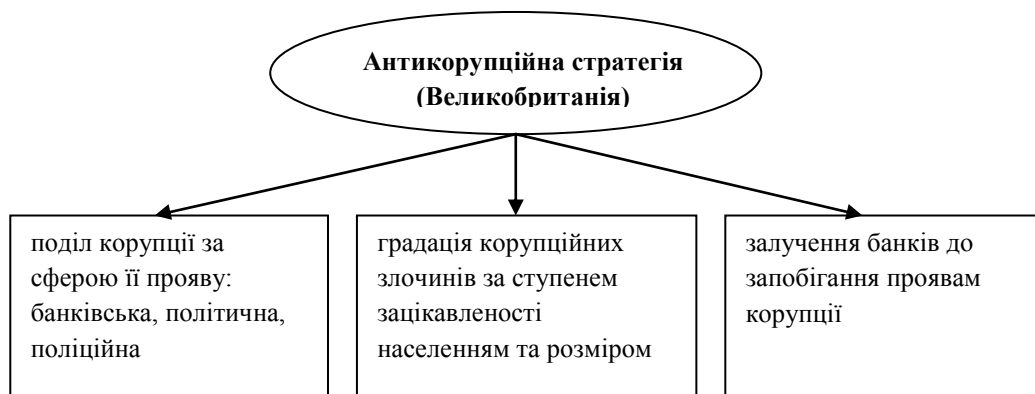 Антикорупційна стратегія
(Великобританія)
поділ корупції за
сферою її прояву:
банківська, політична,
поліційна
градація корупційних
злочинів за ступенем
зацікавленості
населенням та розміром
залучення банків до
запобігання проявам
корупції